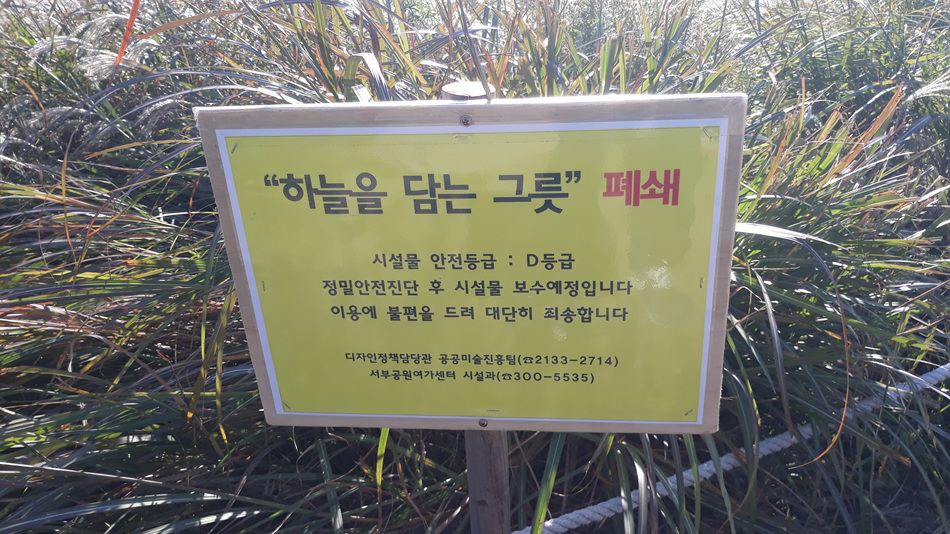 “하늘을 담는 그릇” 폐쇄
시설물 안전등급 : D등급
정밀안전진단 후 시설물 보수예정입니다
이용에 불편을 드려 대단히 죄송합니다
디자인정책담당관 공공미술진흥팀(☎2133-2714)
서부공원여가센터 시설과(☎300-5535)